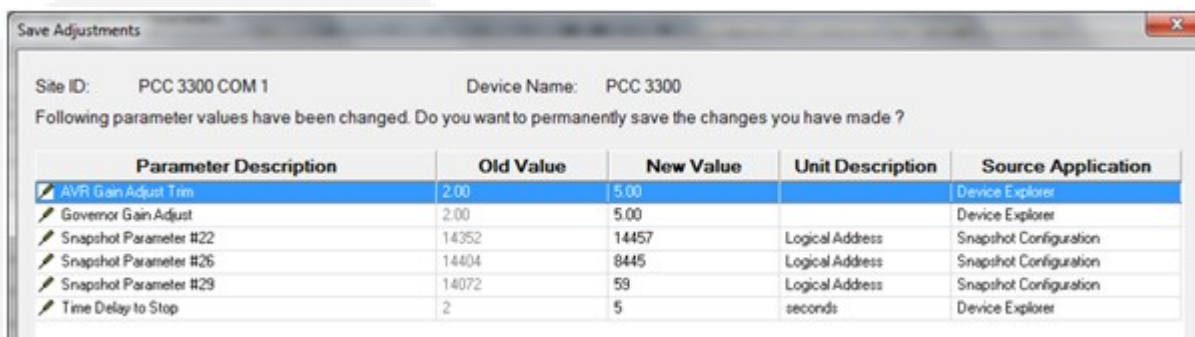 Save Adjustments
Site ID: PCC 3300 COM 1 Device Name: PCC 3300
Following parameter values have been changed. Do you want to permanently save the changes you have made ?
Parameter Description Old Value New Value Unit Description Source Application
AVR Gain Adjust Trim 2.00 5.00 Device Explorer
Governor Gain Adjust 2.00 5.00 Device Explorer
Snapshot Parameter #22 14352 14457 Logical Address Snapshot Configuration
Snapshot Parameter #26 14404 8445 Logical Address Snapshot Configuration
Snapshot Parameter #29 14072 59 Logical Address Snapshot Configuration
Time Delay to Stop 2 5 seconds Device Explorer